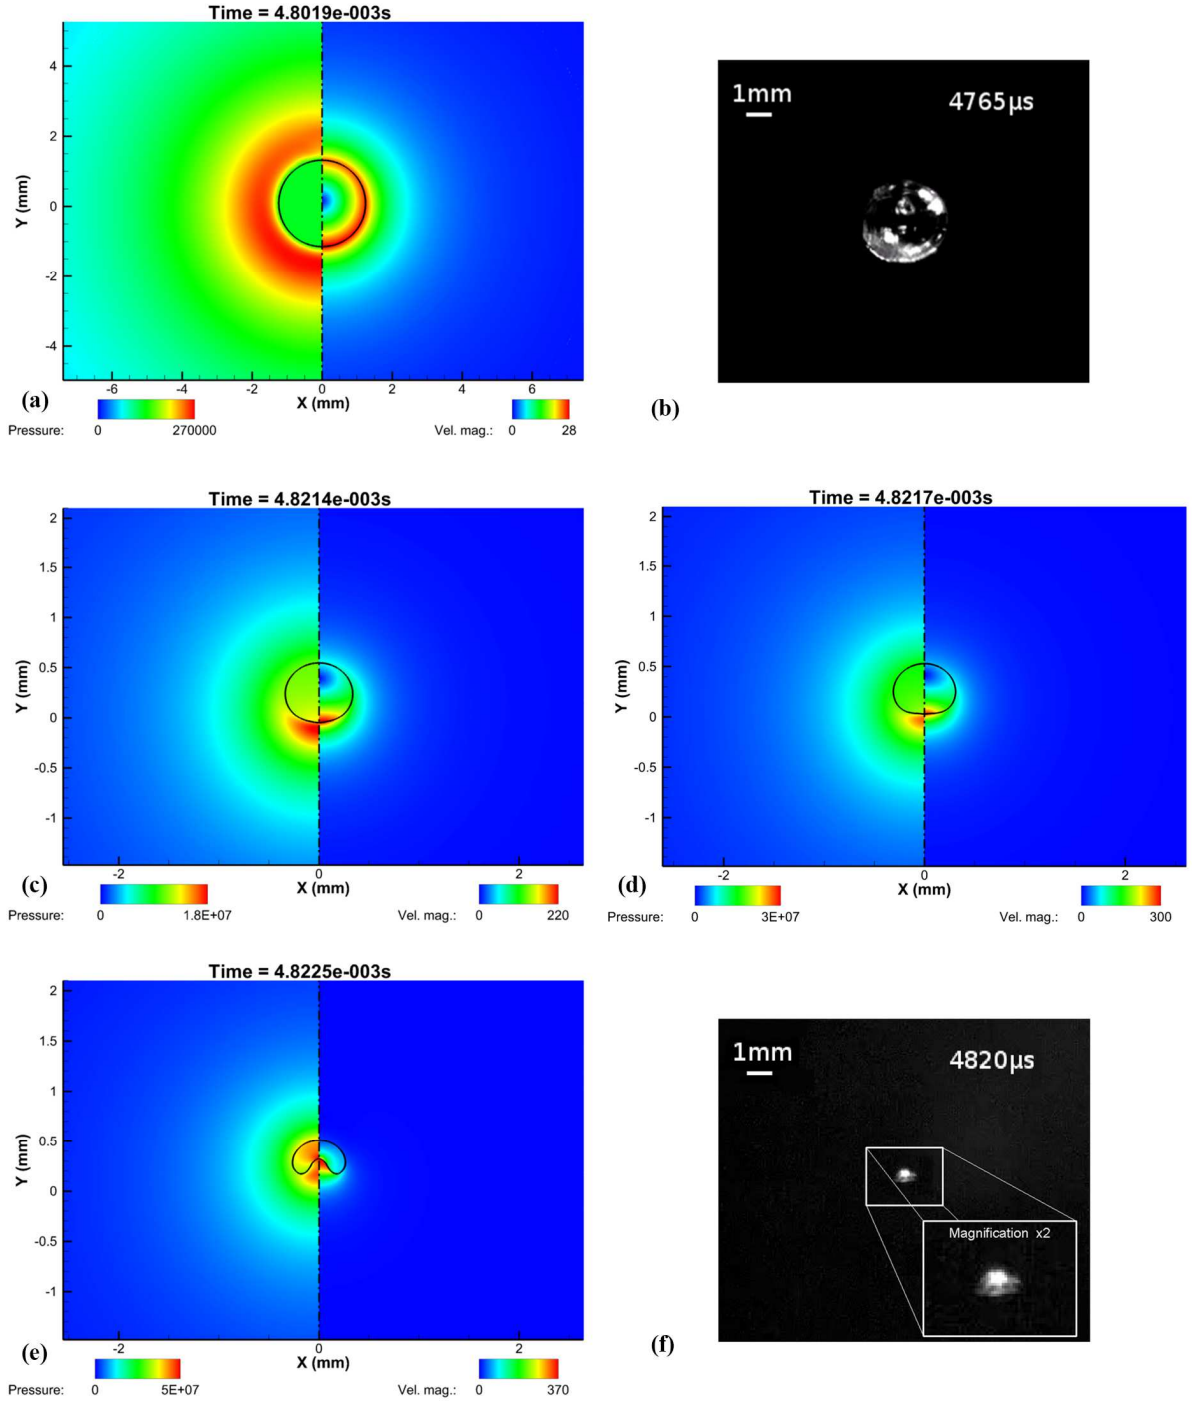 Time = 4.8019e-003s
4
2
0
-2
-4
Y (mm)
-6
-4
-2
0
2
4
6
X (mm)
(a)
Pressure:
0
270000
Vel. mag.:
0
28
1mm
4765µs
(b)
Time = 4.8214e-003s
2
1.5
1
0.5
0
-0.5
-1
Y (mm)
-2
0
2
X (mm)
(c)
Pressure:
0
1.8E+07
Vel. mag.:
0
220
Time = 4.8217e-003s
2
1.5
1
0.5
0
-0.5
-1
Y (mm)
-2
0
2
X (mm)
(d)
Pressure:
0
3E+07
Vel. mag.:
0
300
Time = 4.8225e-003s
2
1.5
1
0.5
0
-0.5
-1
Y (mm)
-2
0
2
X (mm)
(e)
Pressure:
0
5E+07
Vel. mag.:
0
370
1mm
4820µs
Magnification x2
(f)